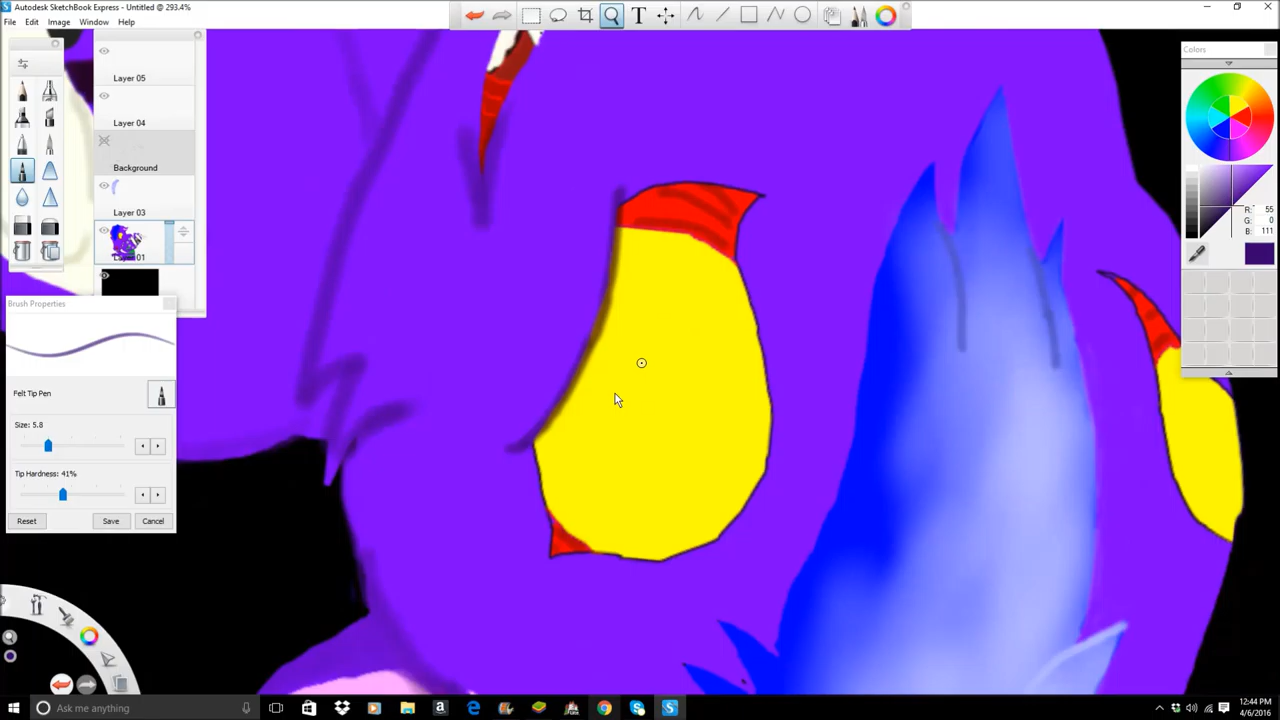 Autodesk SketchBook Express - Untitled @ 293.4%
File Edit Image Window Help
Layer 05
Layer 04
Background
Layer 03
Layer 01
Brush Properties
Felt Tip Pen
Size: 5.8
Tip Hardness: 41%
Reset Save Cancel
Colors
R: 55
G: 0
B: 111
Ask me anything
12:44 PM
4/6/2016